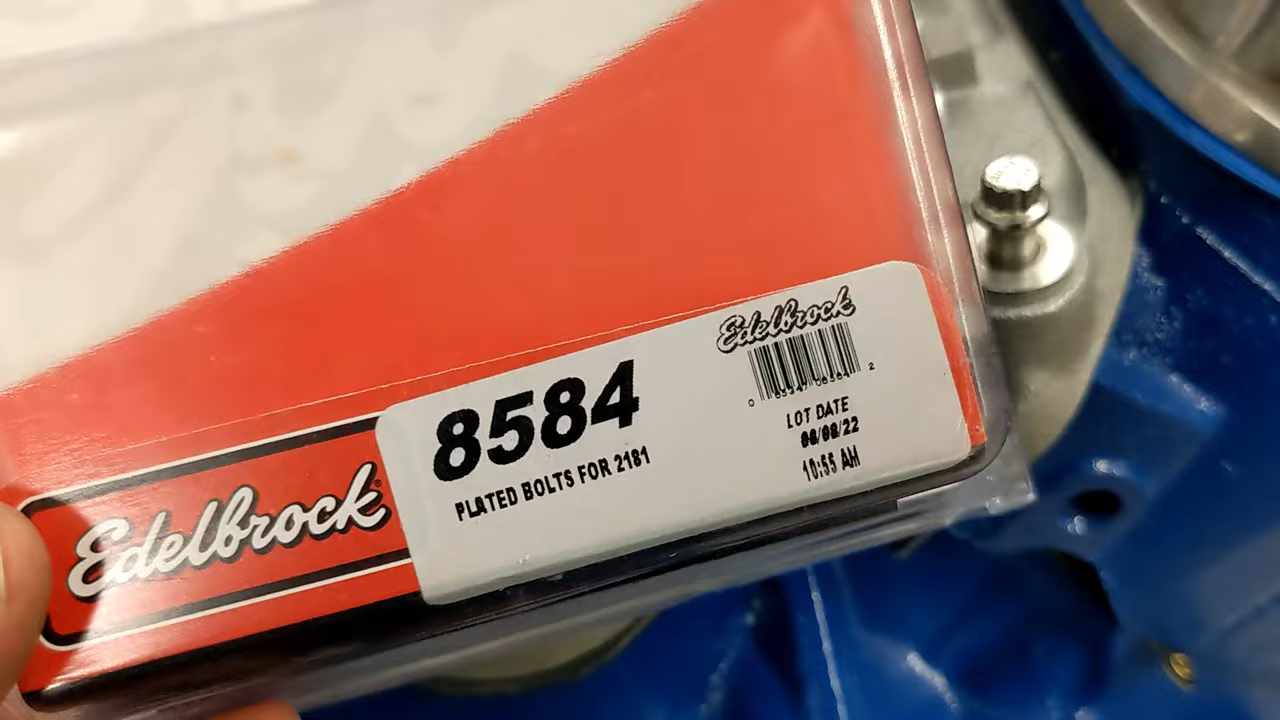 Edelbrock
8584
PLATED BOLTS FOR 2181
Edelbrock
LOT DATE
10:55 AM